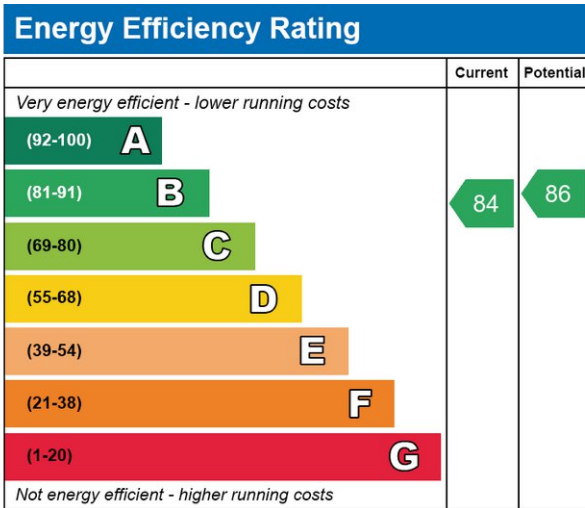 Energy Efficiency Rating
Current Potential
Very energy efficient - lower running costs
(92-100) A
(81-91) B
84 86
(69-80) C
(55-68) D
(39-54) E
(21-38) F
(1-20) G
Not energy efficient - higher running costs